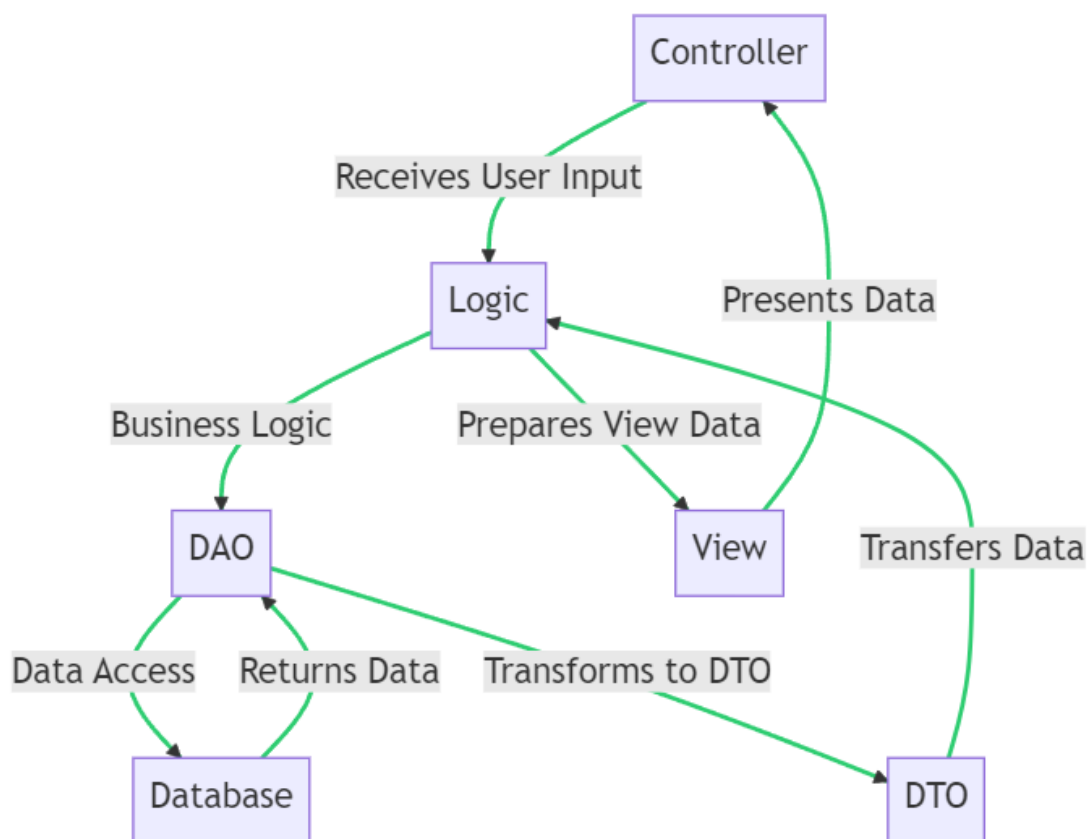 Controller
Receives User Input
Logic
Presents Data
Business Logic
Prepares View Data
DAO
View
Transfers Data
Data Access
Returns Data
Transforms to DTO
Database
DTO